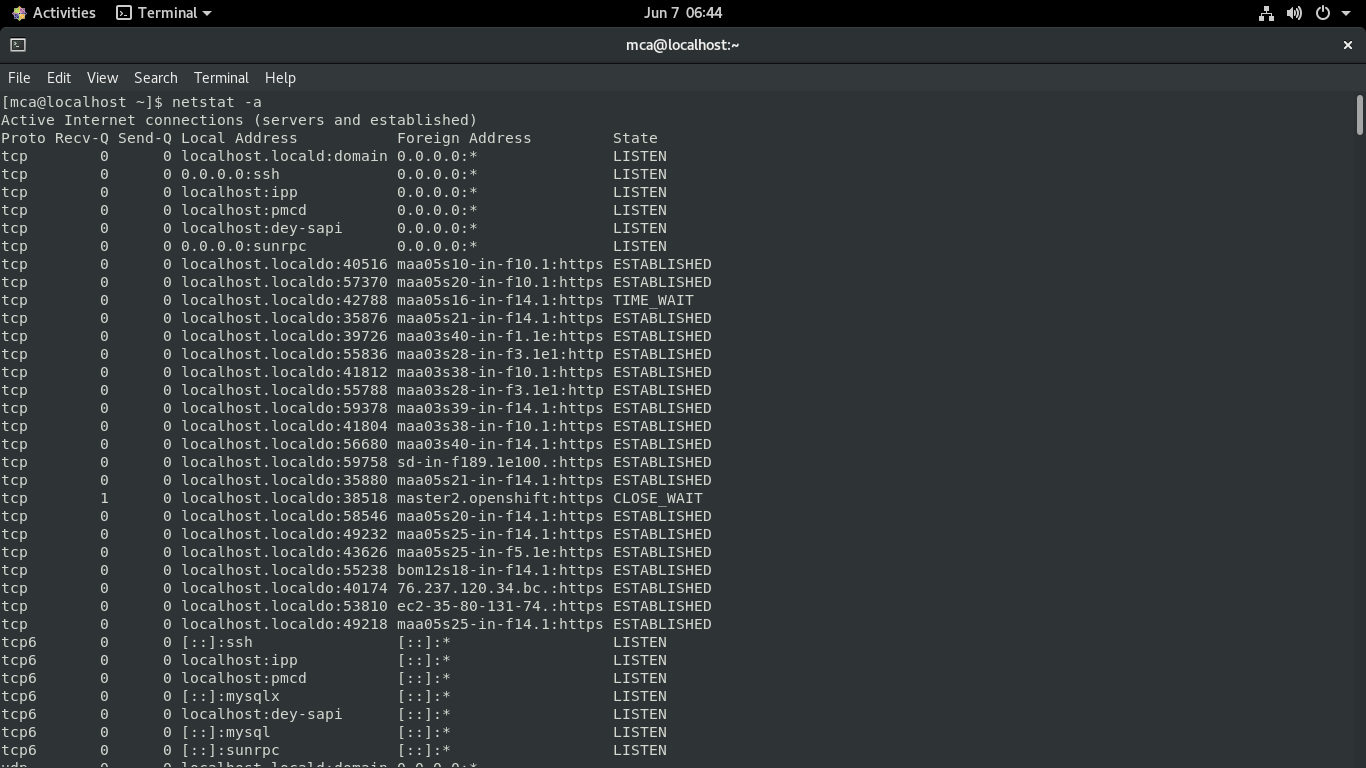 Activities Terminal Jun 7 06:44
mca@localhost:~
File Edit View Search Terminal Help
[mca@localhost ~]$ netstat -a
Active Internet connections (servers and established)
Proto Recv-Q Send-Q Local Address           Foreign Address         State
tcp        0      0 localhost.locald:domain 0.0.0.0:*               LISTEN
tcp        0      0 0.0.0.0:ssh             0.0.0.0:*               LISTEN
tcp        0      0 localhost:ipp           0.0.0.0:*               LISTEN
tcp        0      0 localhost:pmcd          0.0.0.0:*               LISTEN
tcp        0      0 localhost:dey-sapi      0.0.0.0:*               LISTEN
tcp        0      0 0.0.0.0:sunrpc          0.0.0.0:*               LISTEN
tcp        0      0 localhost.localdo:40516 maa05s10-in-f10.1:https ESTABLISHED
tcp        0      0 localhost.localdo:57370 maa05s20-in-f10.1:https ESTABLISHED
tcp        0      0 localhost.localdo:42788 maa05s16-in-f14.1:https TIME_WAIT
tcp        0      0 localhost.localdo:35876 maa05s21-in-f14.1:https ESTABLISHED
tcp        0      0 localhost.localdo:39726 maa03s40-in-f1.1e:https ESTABLISHED
tcp        0      0 localhost.localdo:55836 maa03s28-in-f3.1e1:http ESTABLISHED
tcp        0      0 localhost.localdo:41812 maa03s38-in-f10.1:https ESTABLISHED
tcp        0      0 localhost.localdo:55788 maa03s28-in-f3.1e1:http ESTABLISHED
tcp        0      0 localhost.localdo:59378 maa03s39-in-f14.1:https ESTABLISHED
tcp        0      0 localhost.localdo:41804 maa03s38-in-f10.1:https ESTABLISHED
tcp        0      0 localhost.localdo:56680 maa03s40-in-f14.1:https ESTABLISHED
tcp        0      0 localhost.localdo:59758 sd-in-f189.1e100.:https ESTABLISHED
tcp        0      0 localhost.localdo:35880 maa05s21-in-f14.1:https ESTABLISHED
tcp        1      0 localhost.localdo:38518 master2.openshift:https CLOSE_WAIT
tcp        0      0 localhost.localdo:58546 maa05s20-in-f14.1:https ESTABLISHED
tcp        0      0 localhost.localdo:49232 maa05s25-in-f14.1:https ESTABLISHED
tcp        0      0 localhost.localdo:43626 maa05s25-in-f5.1e:https ESTABLISHED
tcp        0      0 localhost.localdo:55238 bom12s18-in-f14.1:https ESTABLISHED
tcp        0      0 localhost.localdo:40174 76.237.120.34.bc.:https ESTABLISHED
tcp        0      0 localhost.localdo:53810 ec2-35-80-131-74.:https ESTABLISHED
tcp        0      0 localhost.localdo:49218 maa05s25-in-f14.1:https ESTABLISHED
tcp6       0      0 [::]:ssh                [::]:*                  LISTEN
tcp6       0      0 localhost:ipp           [::]:*                  LISTEN
tcp6       0      0 localhost:pmcd          [::]:*                  LISTEN
tcp6       0      0 [::]:mysqlx             [::]:*                  LISTEN
tcp6       0      0 localhost:dey-sapi      [::]:*                  LISTEN
tcp6       0      0 [::]:mysql              [::]:*                  LISTEN
tcp6       0      0 [::]:sunrpc             [::]:*                  LISTEN
udp        0      0 localhost.locald:domain 0.0.0.0:*